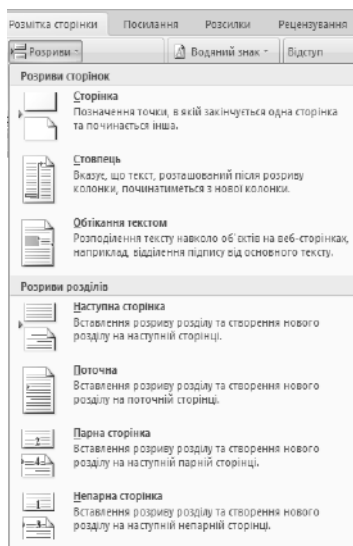 Розмітка сторінки Посилання Розсилки Рецензування
Розриви Водяний знак Відступ
Розриви сторінок
Сторінка
Позначення точки, в якій закінчується одна сторінка
та починається інша.
Стовпець
Вказує, що текст, розташований після розриву
колонки, починатиметься з нової колонки.
Обтікання текстом
Розподілення тексту навколо об'єктів на веб-сторінках,
наприклад, відділення підпису від основного тексту.
Розриви розділів
Наступна сторінка
Вставлення розриву розділу та створення нового
розділу на наступній сторінці.
Поточна
Вставлення розриву розділу та створення нового
розділу на поточній сторінці.
Парна сторінка
Вставлення розриву розділу та створення нового
розділу на наступній парній сторінці.
Непарна сторінка
Вставлення розриву розділу та створення нового
розділу на наступній непарній сторінці.